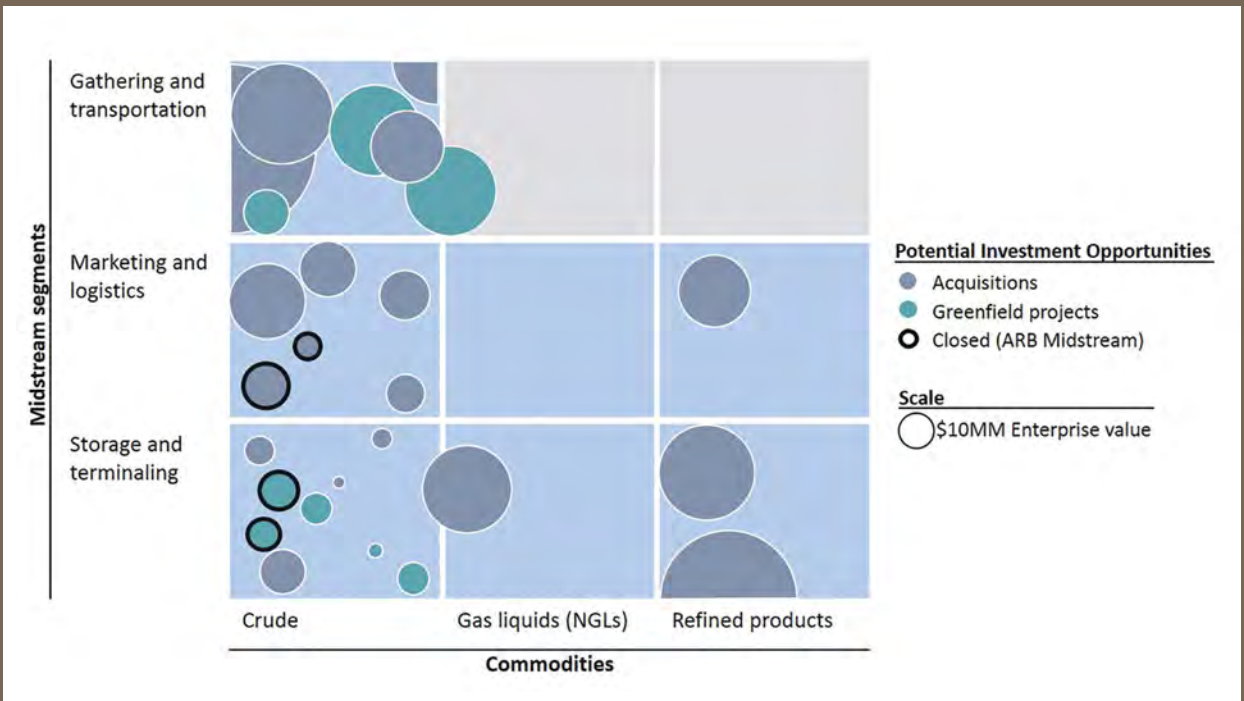 Midstream segments
Gathering and
transportation
Marketing and
logistics
Storage and
terminaling
Crude
Gas liquids (NGLs)
Refined products
Commodities
Potential Investment Opportunities
Acquisitions
Greenfield projects
Closed (ARB Midstream)
Scale
$10MM Enterprise value